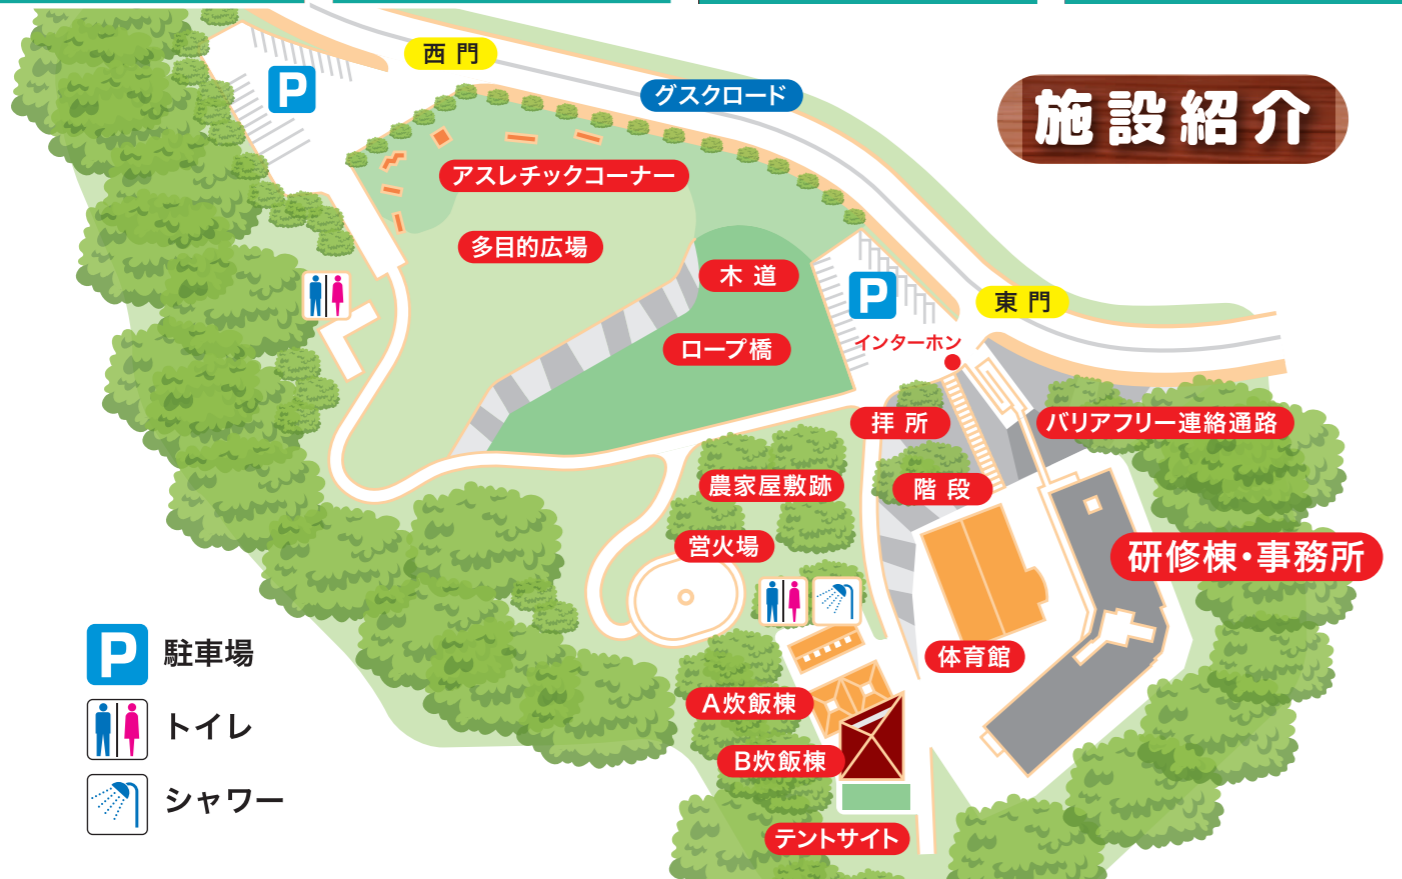 西門
P
グスクロード
施設紹介
アスレチックコーナー
多目的広場
木道
P
東門
ロープ橋
インターホン
拝所
バリアフリー連絡通路
農家屋敷跡
階段
営火場
研修棟・事務所
体育館
P 駐車場
A炊飯棟
トイレ
B炊飯棟
シャワー
テントサイト